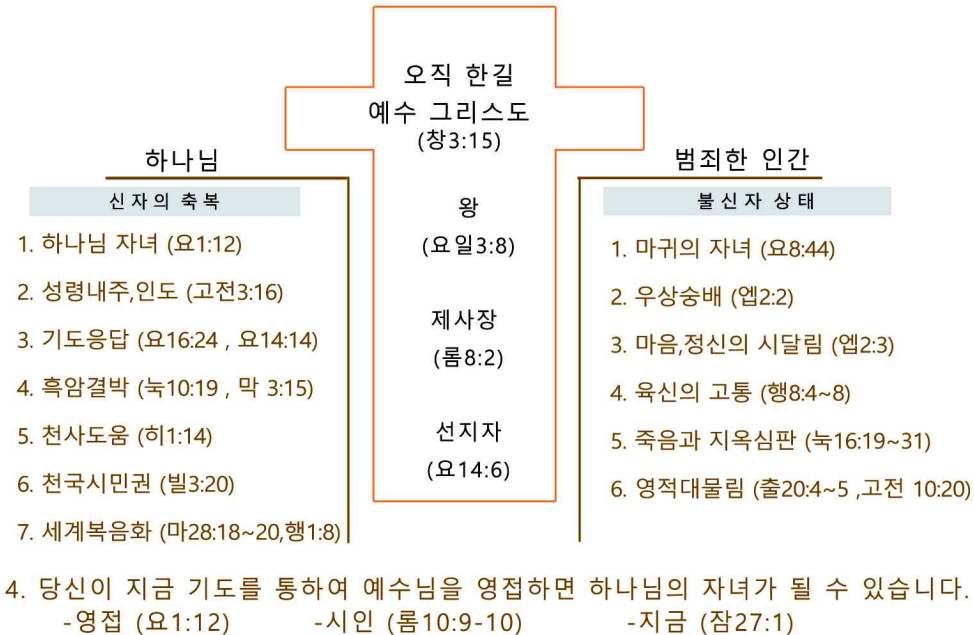 오직 한길
예수 그리스도
(창3:15)
왕
(요일3:8)
제사장
(롬8:2)
선지자
(요14:6)
하나님
신자의 축복
1. 하나님 자녀 (요1:12)
2. 성령내주,인도 (고전3:16)
3. 기도응답 (요16:24 , 요14:14)
4. 흑암결박 (눅10:19 , 막 3:15)
5. 천사도움 (히1:14)
6. 천국시민권 (빌3:20)
7. 세계복음화 (마28:18~20,행1:8)
범죄한 인간
불신자 상태
1. 마귀의 자녀 (요8:44)
2. 우상숭배 (엡2:2)
3. 마음,정신의 시달림 (엡2:3)
4. 육신의 고통 (행8:4~8)
5. 죽음과 지옥심판 (눅16:19~31)
6. 영적대물림 (출20:4~5 ,고전 10:20)
4. 당신이 지금 기도를 통하여 예수님을 영접하면 하나님의 자녀가 될 수 있습니다.
-영접 (요1:12) -시인 (롬10:9-10) -지금 (잠27:1)